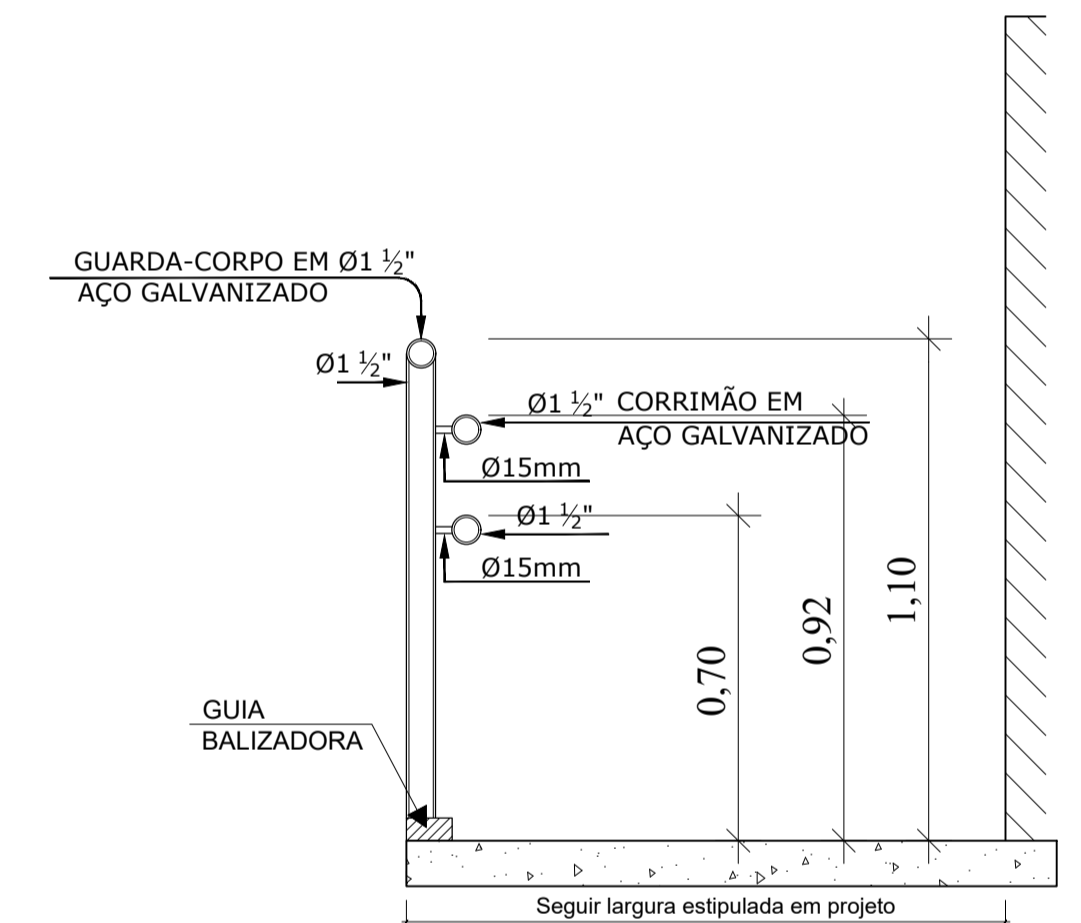 GUARDA-CORPO EM Ø1 ½"
AÇO GALVANIZADO
Ø1 ½"
Ø1 ½" CORRIMÃO EM
AÇO GALVANIZADO
Ø15mm
Ø1 ½"
Ø15mm
1,10
0,92
0,70
GUIA
BALIZADORA
Seguir largura estipulada em projeto